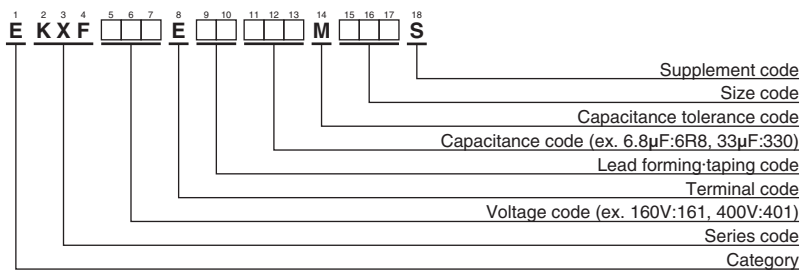 1 2 3 4 5 6 7 8 9 10 11 12 13 14 15 16 17 18
E K X F E M S
Supplement code
Size code
Capacitance tolerance code
Capacitance code (ex. 6.8μF:6R8, 33μF:330)
Lead forming·taping code
Terminal code
Voltage code (ex. 160V:161, 400V:401)
Series code
Category